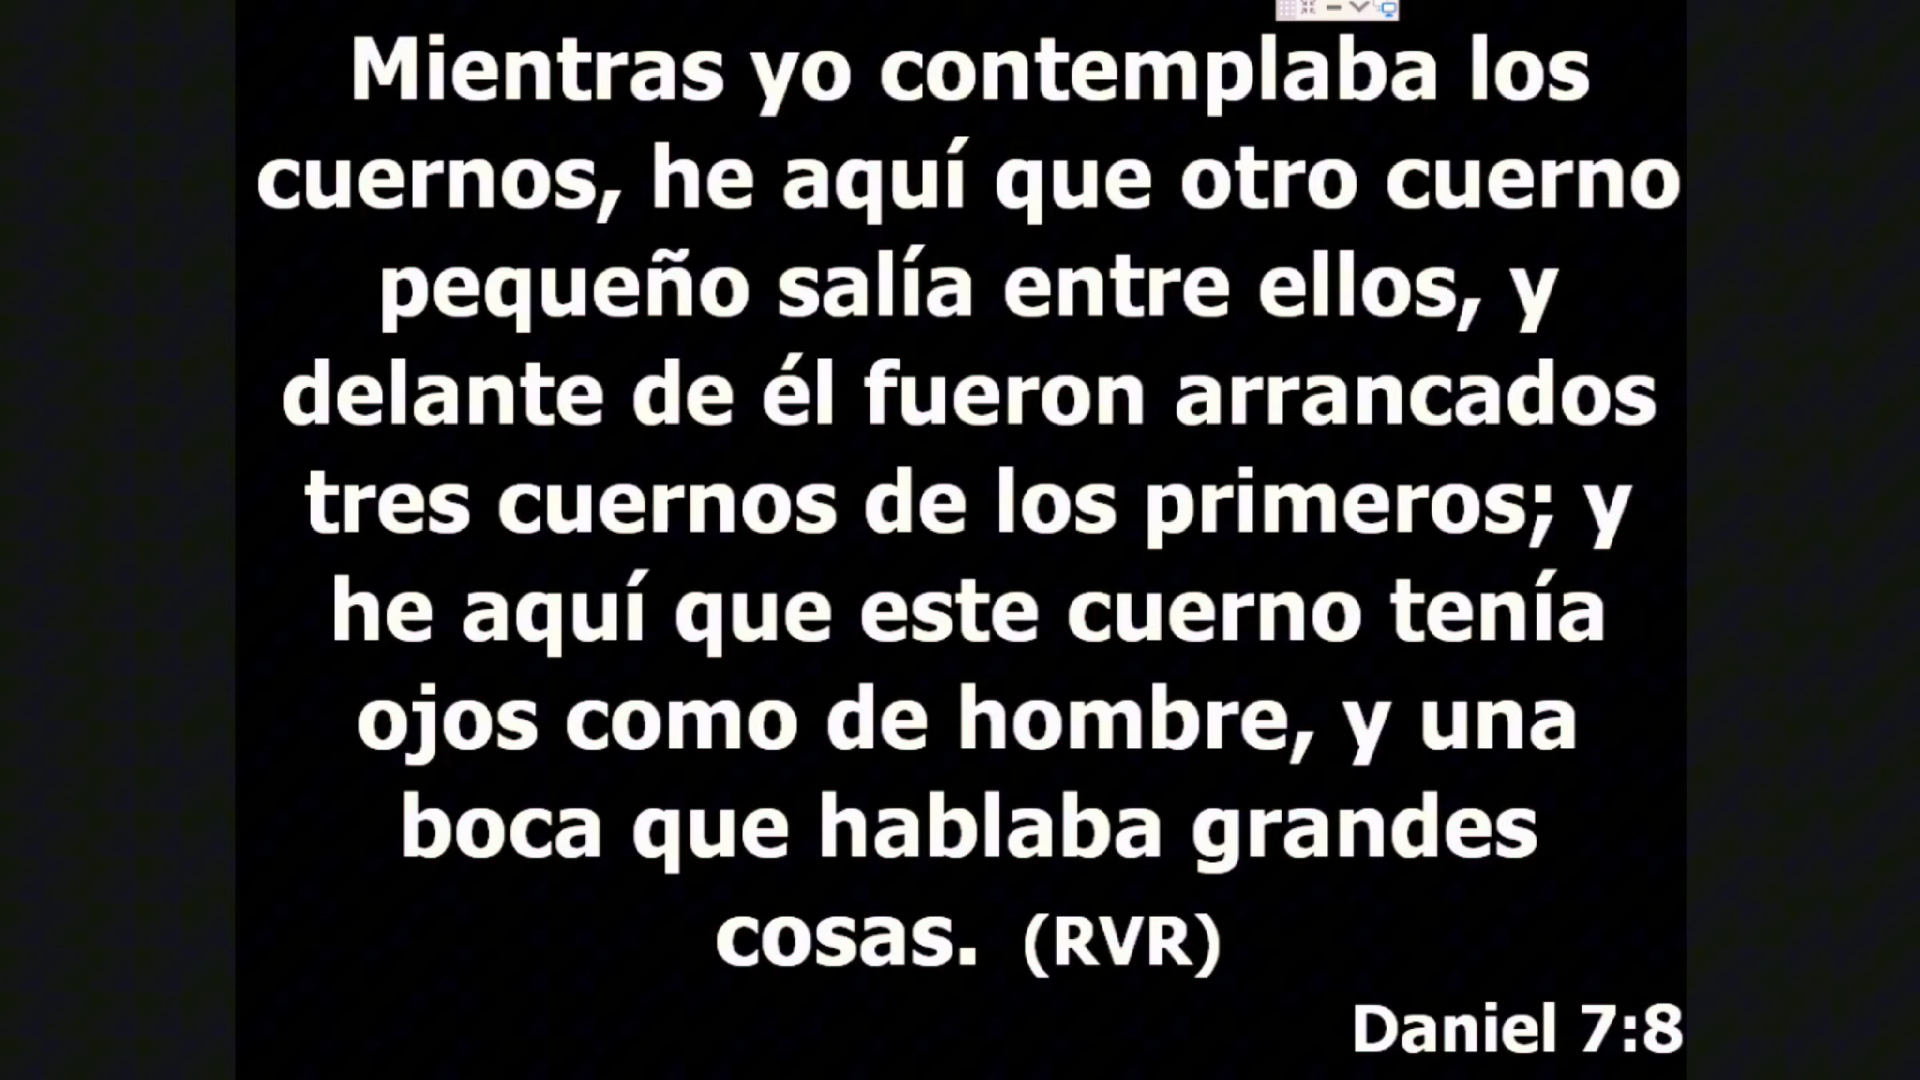 Mientras yo contemplaba los
cuernos, he aquí que otro cuerno
pequeño salía entre ellos, y
delante de él fueron arrancados
tres cuernos de los primeros; y
he aquí que este cuerno tenía
ojos como de hombre, y una
boca que hablaba grandes
cosas. (RVR)
Daniel 7:8